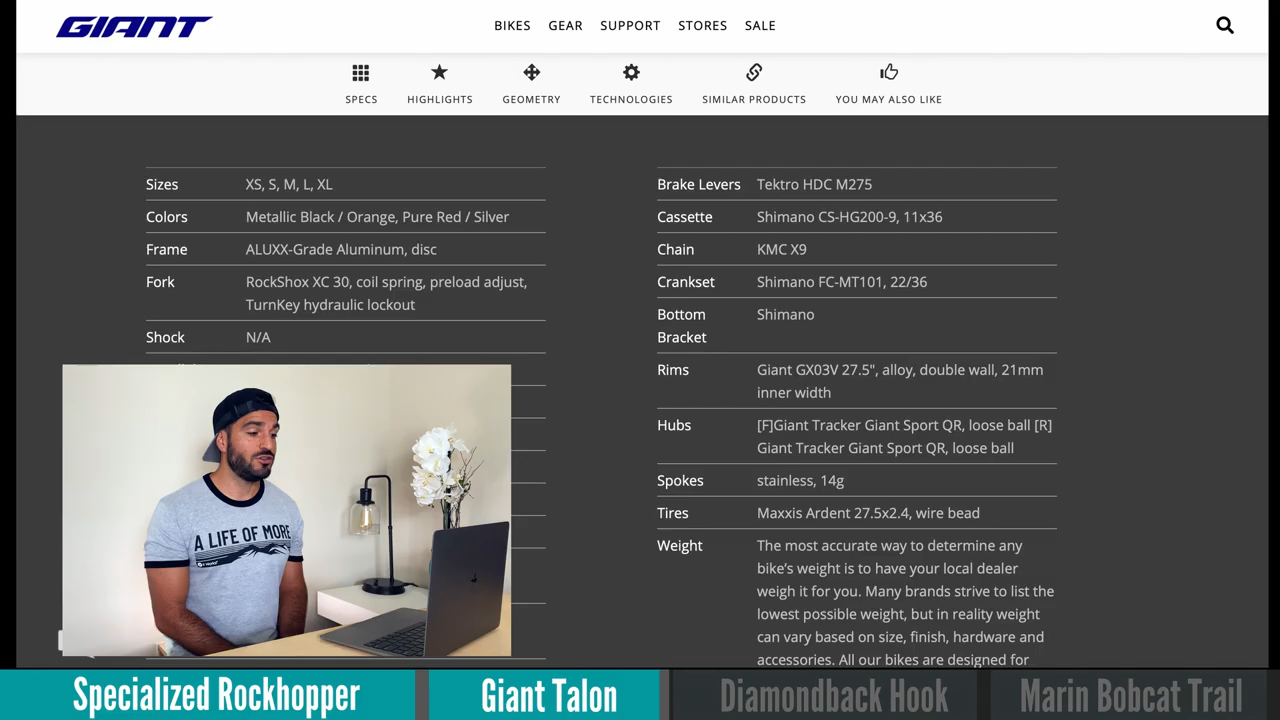 GIANT
BIKES GEAR SUPPORT STORES SALE
SPECS HIGHLIGHTS GEOMETRY TECHNOLOGIES SIMILAR PRODUCTS YOU MAY ALSO LIKE
Sizes XS, S, M, L, XL
Colors Metallic Black / Orange, Pure Red / Silver
Frame ALUXX-Grade Aluminum, disc
Fork RockShox XC 30, coil spring, preload adjust,
TurnKey hydraulic lockout
Shock N/A
Brake Levers Tektro HDC M275
Cassette Shimano CS-HG200-9, 11x36
Chain KMC X9
Crankset Shimano FC-MT101, 22/36
Bottom Shimano
Bracket
Rims Giant GX03V 27.5", alloy, double wall, 21mm
inner width
Hubs [F]Giant Tracker Giant Sport QR, loose ball [R]
Giant Tracker Giant Sport QR, loose ball
Spokes stainless, 14g
Tires Maxxis Ardent 27.5x2.4, wire bead
Weight The most accurate way to determine any
bike's weight is to have your local dealer
weigh it for you. Many brands strive to list the
lowest possible weight, but in reality weight
can vary based on size, finish, hardware and
accessories. All our bikes are designed for
A LIFE OF MORE
Specialized Rockhopper Giant Talon Diamondback Hook Marin Bobcat Trail